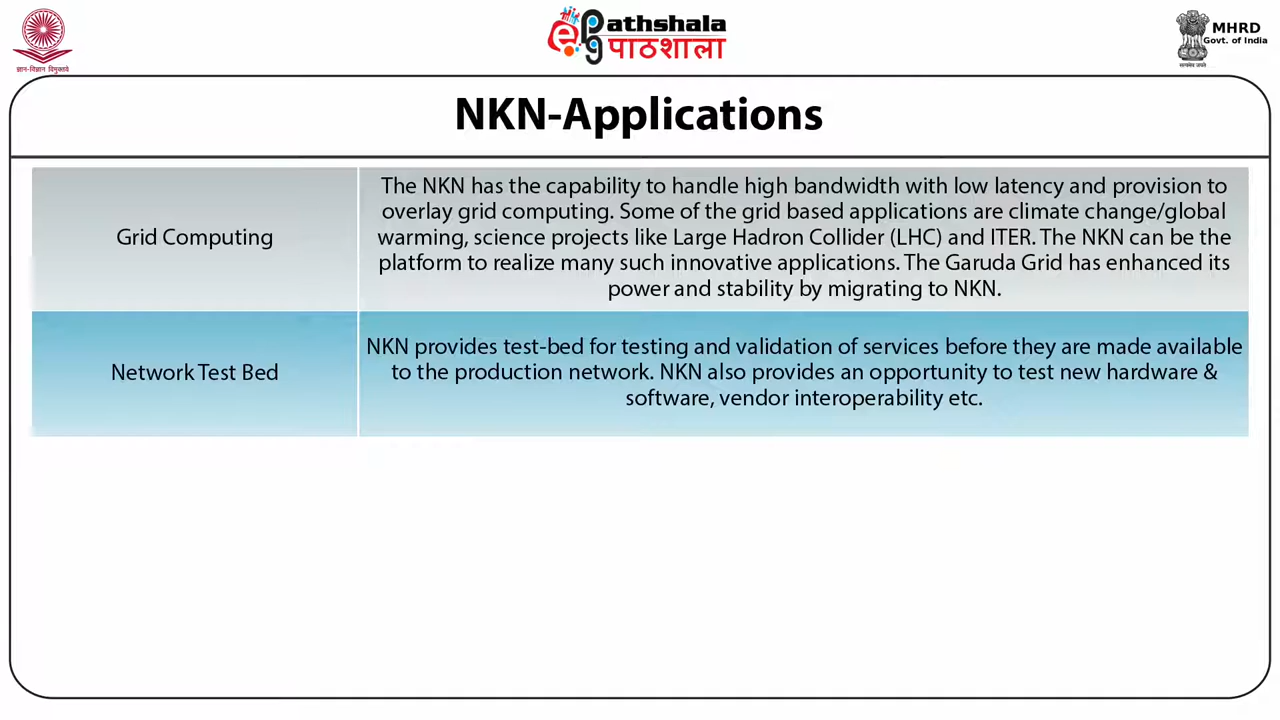 ज्ञान-विज्ञान विमुक्तये
ePathshala
पाठशाला
MHRD
Govt. of India
सत्यमेव जयते
NKN-Applications
Grid Computing
The NKN has the capability to handle high bandwidth with low latency and provision to
overlay grid computing. Some of the grid based applications are climate change/global
warming, science projects like Large Hadron Collider (LHC) and ITER. The NKN can be the
platform to realize many such innovative applications. The Garuda Grid has enhanced its
power and stability by migrating to NKN.
Network Test Bed
NKN provides test-bed for testing and validation of services before they are made available
to the production network. NKN also provides an opportunity to test new hardware &
software, vendor interoperability etc.